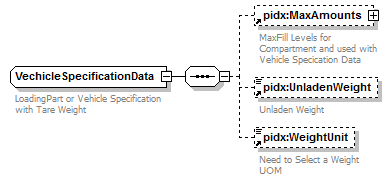 pidx:MaxAmounts
MaxFill Levels for
Compartment and used with
Vehicle Specication Data
VechicleSpecificationData
LoadingPart or Vehicle Specification
with Tare Weight
pidx:UnladenWeight
Unladen Weight
pidx:WeightUnit
Need to Select a Weight
UOM